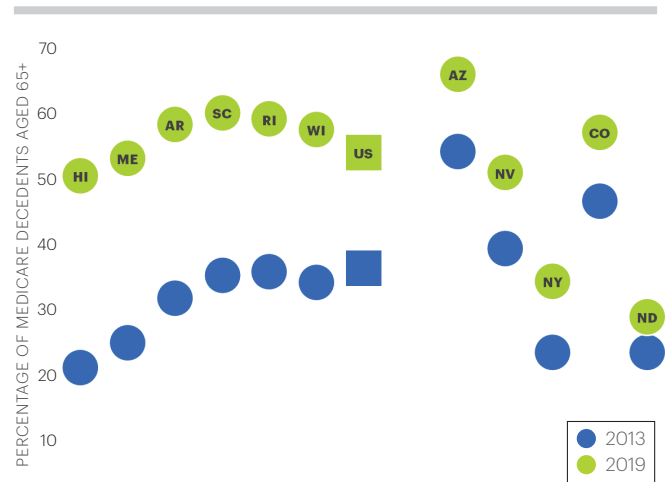 PERCENTAGE OF MEDICARE DECEDENTS AGED 65+
70
60
50
40
30
20
10
HI
ME
AR
SC
RI
WI
US
AZ
NV
NY
CO
ND
2013
2019